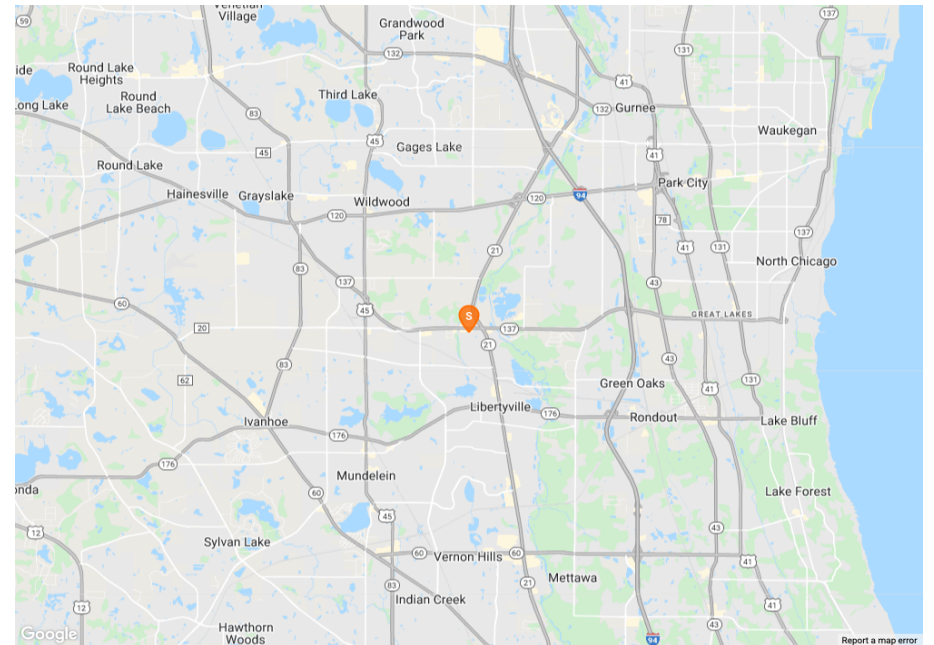 Venetian
Village
59
Grandwood
Park
137
131
132
ide
Round Lake
Heights
41
Long Lake
Round
Lake Beach
Third Lake
132
Gurnee
83
Waukegan
45
45
Gages Lake
41
Round Lake
Park City
Hainesville
Grayslake
Wildwood
120
94
120
78
137
21
41
131
North Chicago
83
137
43
60
45
GREAT LAKES
S
20
137
21
43
83
62
Green Oaks
131
41
Libertyville
176
Rondout
Lake Bluff
Ivanhoe
176
176
Mundelein
onda
60
Lake Forest
45
43
12
Sylvan Lake
60
Vernon Hills
60
41
Mettawa
21
83
Indian Creek
12
41
43
Hawthorn
Woods
94
Google
Report a map error